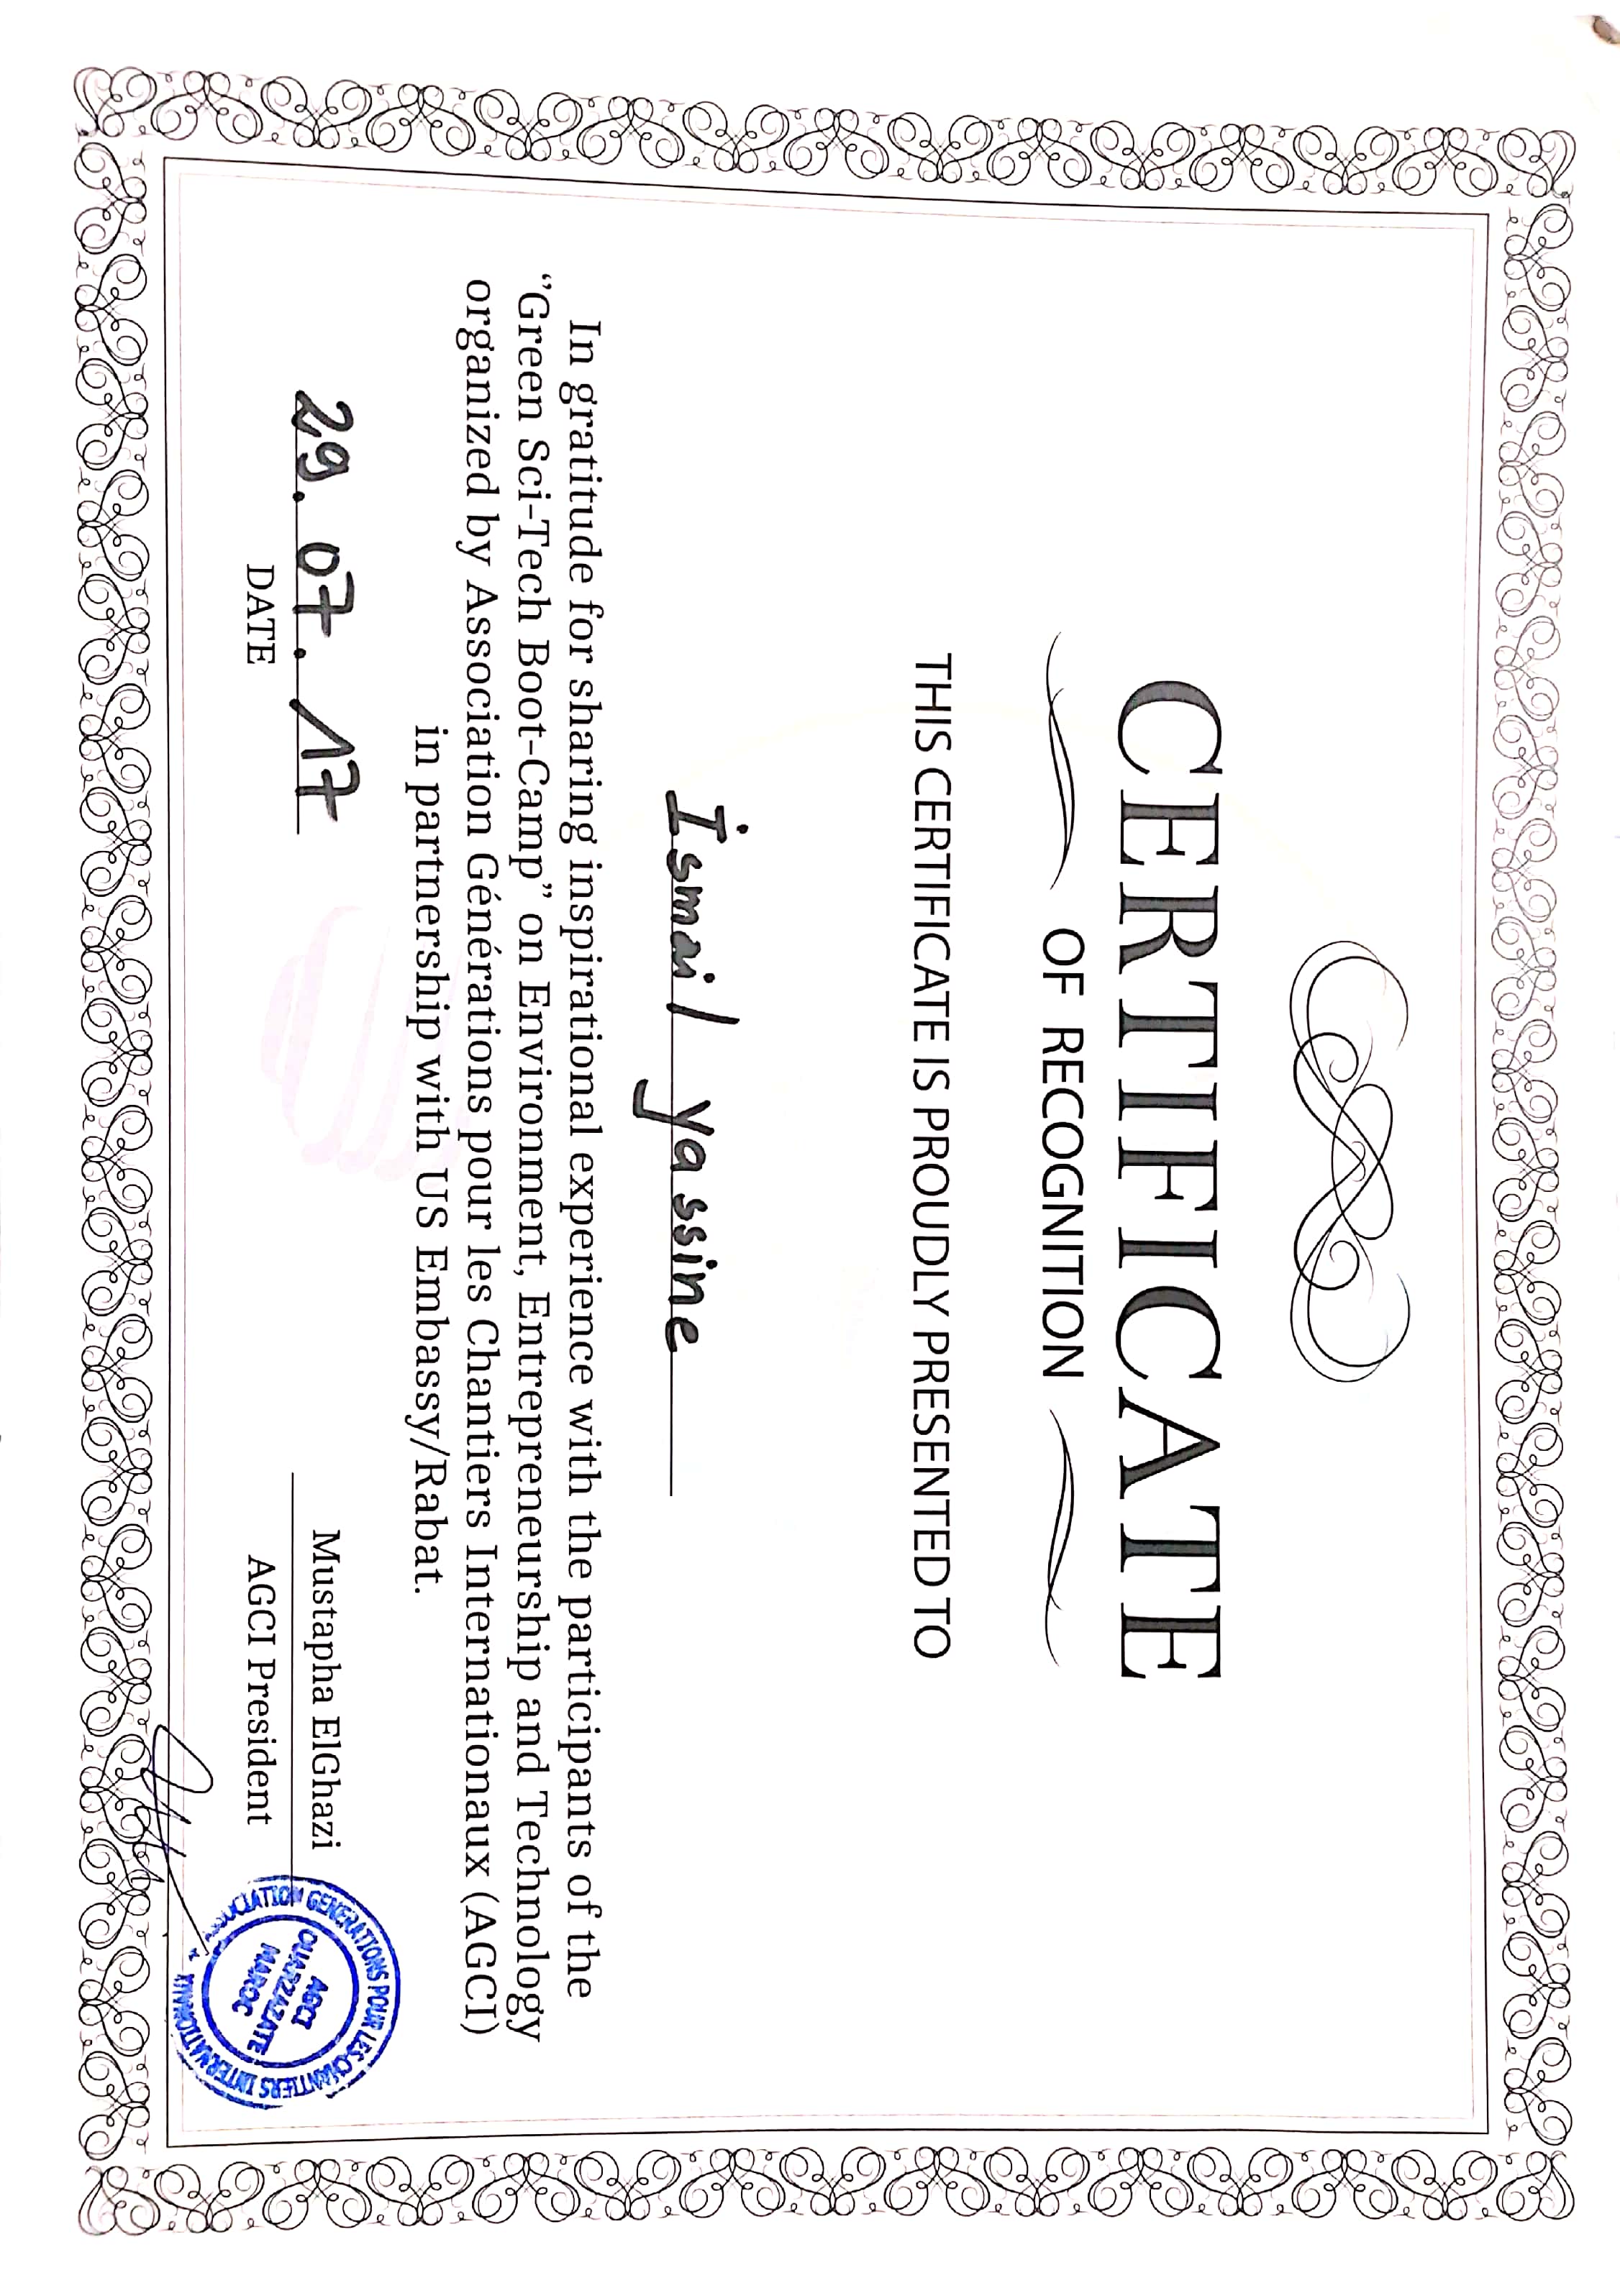 CERTIFICATE
OF RECOGNITION
THIS CERTIFICATE IS PROUDLY PRESENTED TO
İsmail yassine
In gratitude for sharing inspirational experience with the participants of the
‘’Green Sci-Tech Boot-Camp” on Environment, Entrepreneurship and Technology
organized by Association Générations pour les Chantiers Internationaux (AGCI)
in partnership with US Embassy/Rabat.
29. 07. 17
DATE
Mustapha ElGhazi
AGCI President
GENERATIONS POUR LES CHANTIERS INTERNATIONAUX
AGCI
OUARZAZATE
MAROC